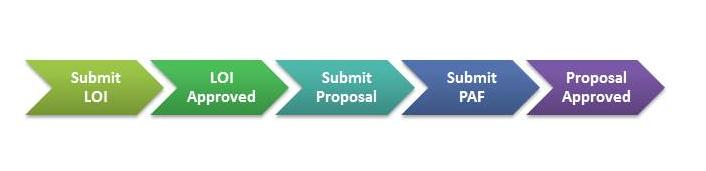 Submit
LOI
LOI
Approved
Submit
Proposal
Submit
PAF
Proposal
Approved